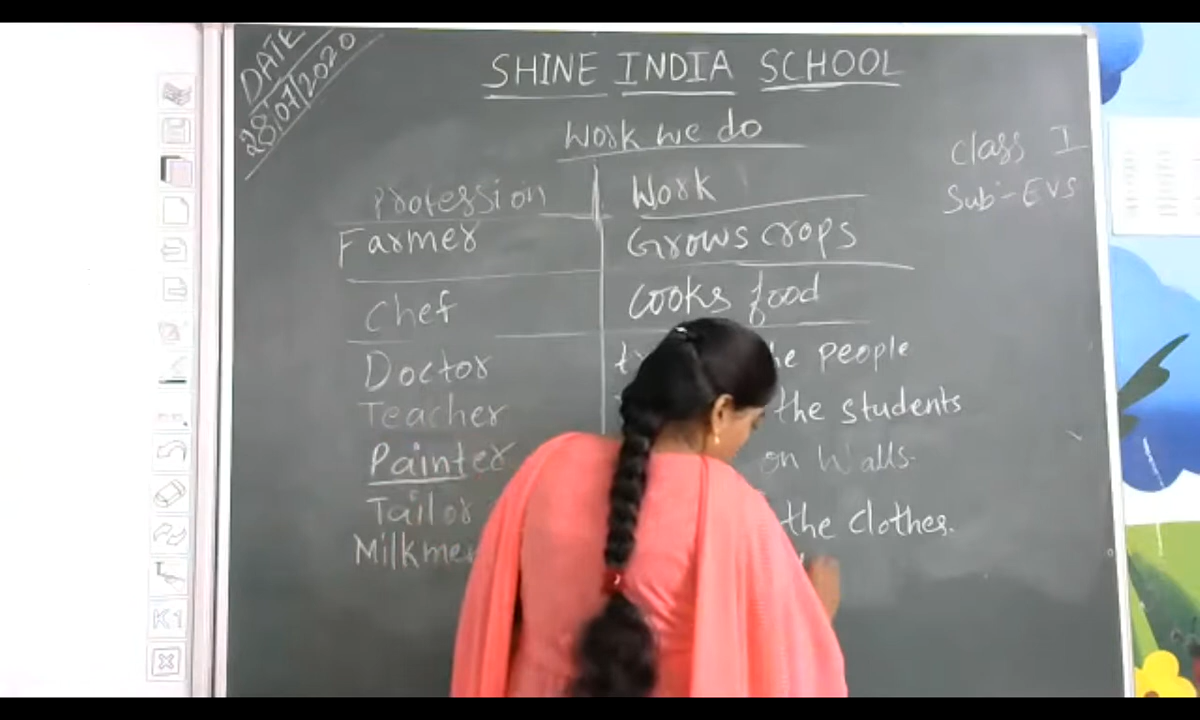 DATE
28/07/2020
SHINE INDIA SCHOOL
Work we do
Class I
Sub:- EVS
Profession Work
Farmer Grows crops
Chef Cooks food
Doctor people
Teacher the students
Painter on Walls.
Tailor the clothes.
K1